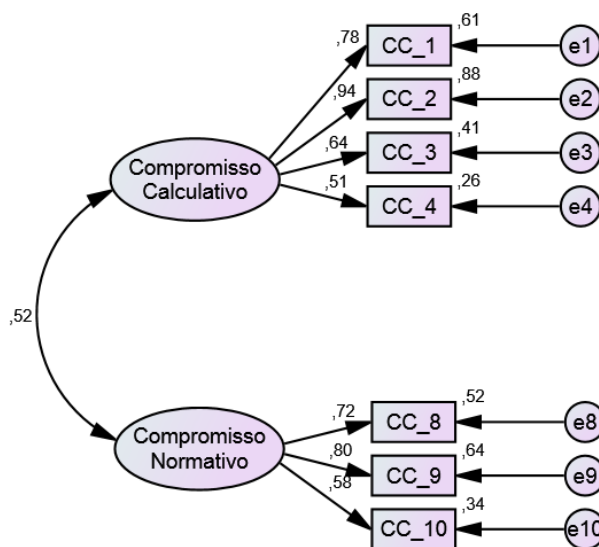 ,61
,78
CC_1
e1
,88
,94
CC_2
e2
,41
,64
CC_3
e3
Compromisso
Calculativo
,26
,51
CC_4
e4
,52
,52
,72
CC_8
e8
Compromisso
Normativo
,64
,80
CC_9
e9
,34
,58
CC_10
e10